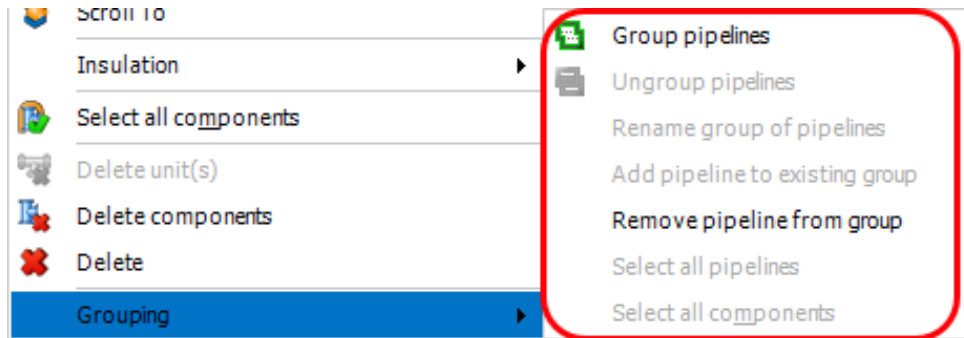 Scroll To
Insulation
Select all components
Delete unit(s)
Delete components
Delete
Grouping
Group pipelines
Ungroup pipelines
Rename group of pipelines
Add pipeline to existing group
Remove pipeline from group
Select all pipelines
Select all components